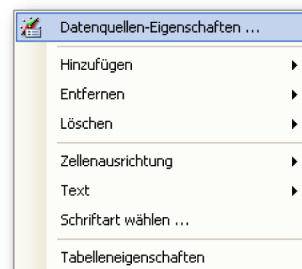 Datenquellen-Eigenschaften ...
Hinzufügen
Entfernen
Löschen
Zellenausrichtung
Text
Schriftart wählen ...
Tabelleneigenschaften